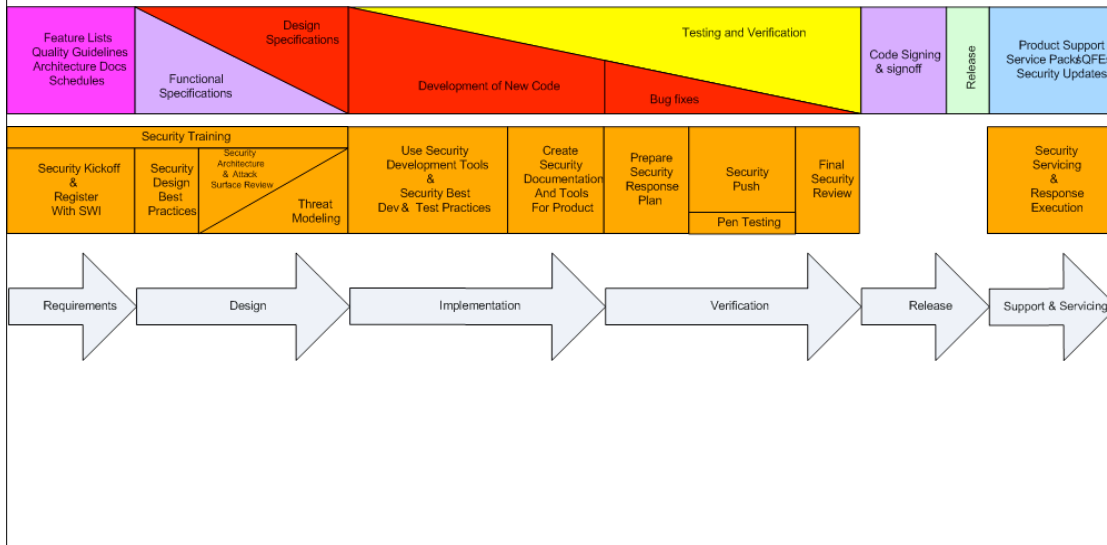 Feature Lists
Quality Guidelines
Architecture Docs
Schedules
Functional
Specifications
Design
Specifications
Development of New Code
Testing and Verification
Bug fixes
Code Signing
& signoff
Release
Product Support
Service Packs/QFEs
Security Updates
Security Training
Security Kickoff
&
Register
With SWI
Security
Design
Best
Practices
Security
Architecture
& Attack
Surface Review
Threat
Modeling
Use Security
Development Tools
&
Security Best
Dev & Test Practices
Create
Security
Documentation
And Tools
For Product
Prepare
Security
Response
Plan
Security
Push
Pen Testing
Final
Security
Review
Security
Servicing
&
Response
Execution
Requirements
Design
Implementation
Verification
Release
Support & Servicing